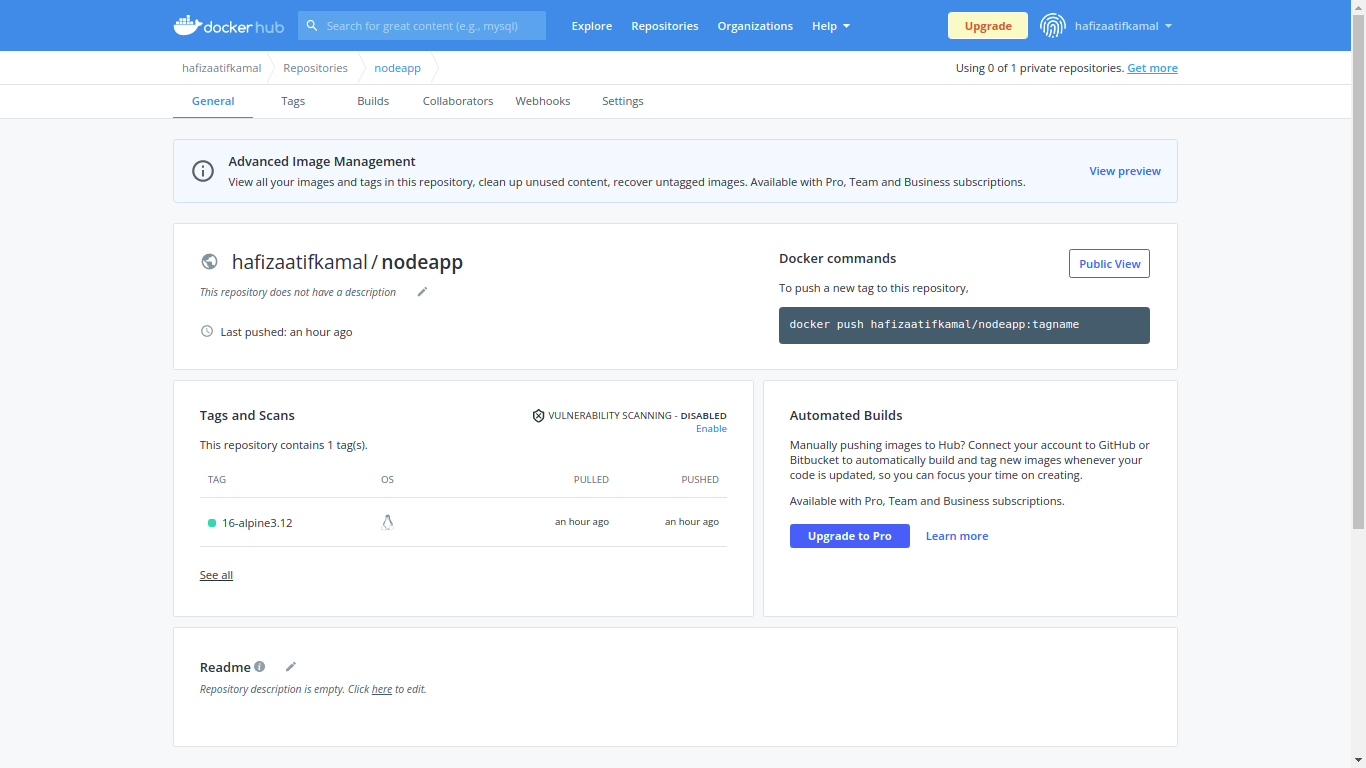 docker hub
Search for great content (e.g., mysql)
Explore
Repositories
Organizations
Help
Upgrade
hafizaatifkamal
hafizaatifkamal
Repositories
nodeapp
Using 0 of 1 private repositories. Get more
General
Tags
Builds
Collaborators
Webhooks
Settings
Advanced Image Management
View all your images and tags in this repository, clean up unused content, recover untagged images. Available with Pro, Team and Business subscriptions.
View preview
hafizaatifkamal / nodeapp
This repository does not have a description
Last pushed: an hour ago
Docker commands
Public View
To push a new tag to this repository,
docker push hafizaatifkamal/nodeapp:tagname
Tags and Scans
VULNERABILITY SCANNING - DISABLED
Enable
This repository contains 1 tag(s).
TAG
OS
PULLED
PUSHED
16-alpine3.12
an hour ago
an hour ago
See all
Automated Builds
Manually pushing images to Hub? Connect your account to GitHub or
Bitbucket to automatically build and tag new images whenever your
code is updated, so you can focus your time on creating.
Available with Pro, Team and Business subscriptions.
Upgrade to Pro
Learn more
Readme
Repository description is empty. Click here to edit.